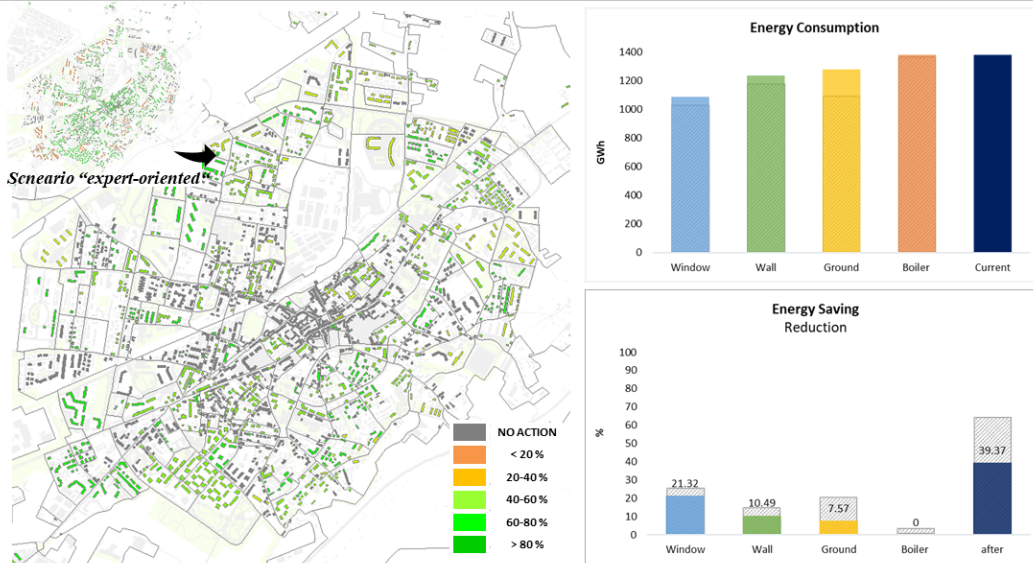 Scneario “expert-oriented“
NO ACTION
< 20 %
20-40 %
40-60 %
60-80 %
> 80 %
Energy Consumption
1400
1200
1000
800
600
400
200
0
GWh
Window Wall Ground Boiler Current
Energy Saving
Reduction
100
90
80
70
60
50
40
30
20
10
0
%
21.32
10.49
7.57
0
39.37
Window Wall Ground Boiler after